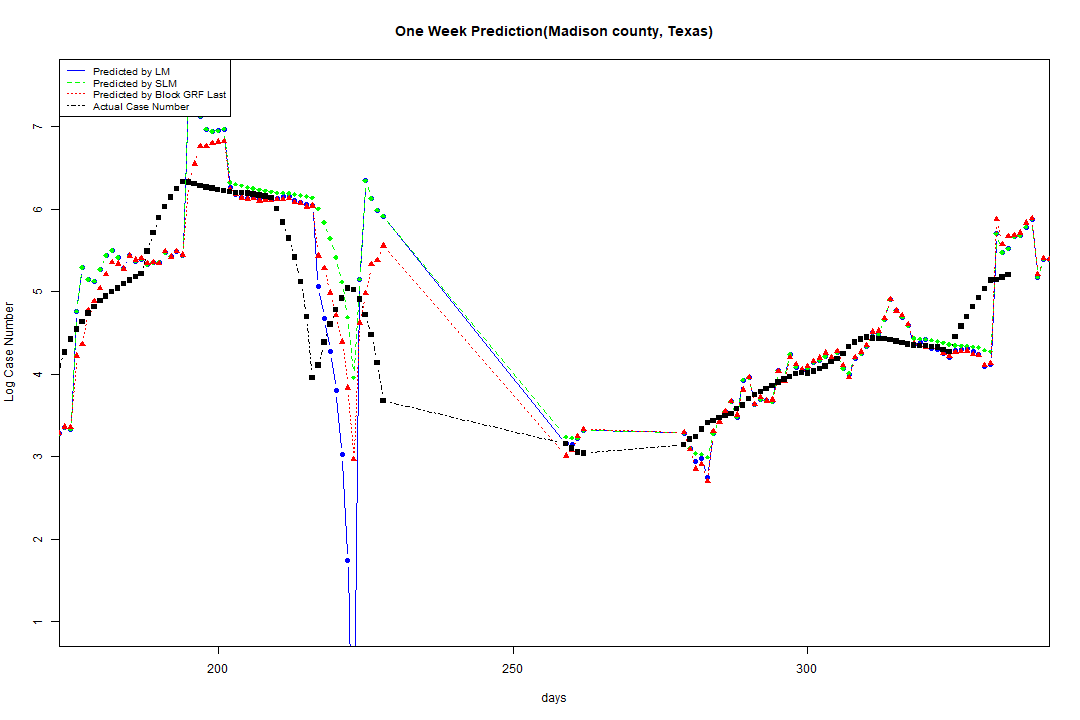 One Week Prediction(Madison county, Texas)
Predicted by LM
Predicted by SLM
Predicted by Block GRF Last
Actual Case Number
7
6
5
4
3
2
1
Log Case Number
200
250
300
days